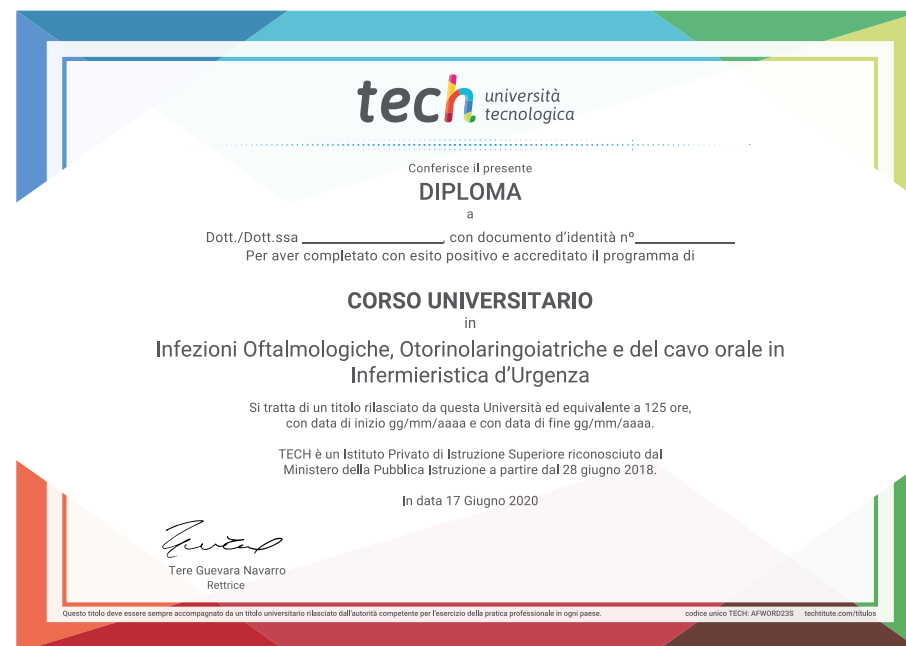 tech università
tecnologica
Conferisce il presente
DIPLOMA
a
Dott./Dott.ssa _________________, con documento d'identità nº____________
Per aver completato con esito positivo e accreditato il programma di
CORSO UNIVERSITARIO
in
Infezioni Oftalmologiche, Otorinolaringoiatriche e del cavo orale in
Infermieristica d'Urgenza
Si tratta di un titolo rilasciato da questa Università ed equivalente a 125 ore,
con data di inizio gg/mm/aaaa e con data di fine gg/mm/aaaa.
TECH è un Istituto Privato di Istruzione Superiore riconosciuto dal
Ministero della Pubblica Istruzione a partire dal 28 giugno 2018.
In data 17 Giugno 2020
Tere Guevara Navarro
Rettrice
Questo titolo deve essere sempre accompagnato da un titolo universitario rilasciato dall'autorità competente per l'esercizio della pratica professionale in ogni paese. codice unico TECH: AFWORD23S techtitute.com/titulos